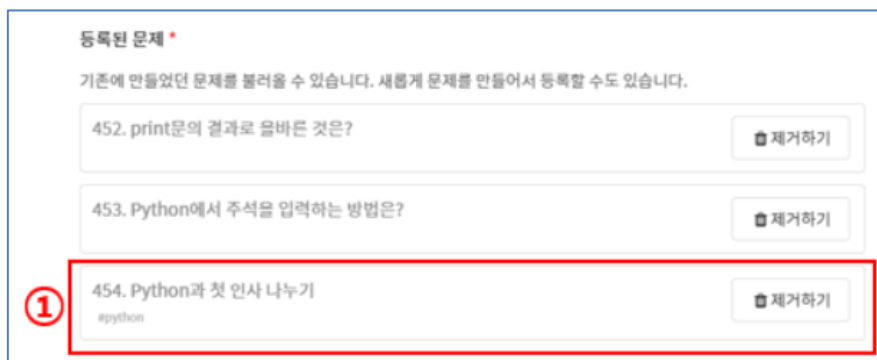 등록된 문제 *
기존에 만들었던 문제를 불러올 수 있습니다. 새롭게 문제를 만들어서 등록할 수도 있습니다.
452. print문의 결과로 올바른 것은?
제거하기
453. Python에서 주석을 입력하는 방법은?
제거하기
①
454. Python과 첫 인사 나누기
제거하기
#python